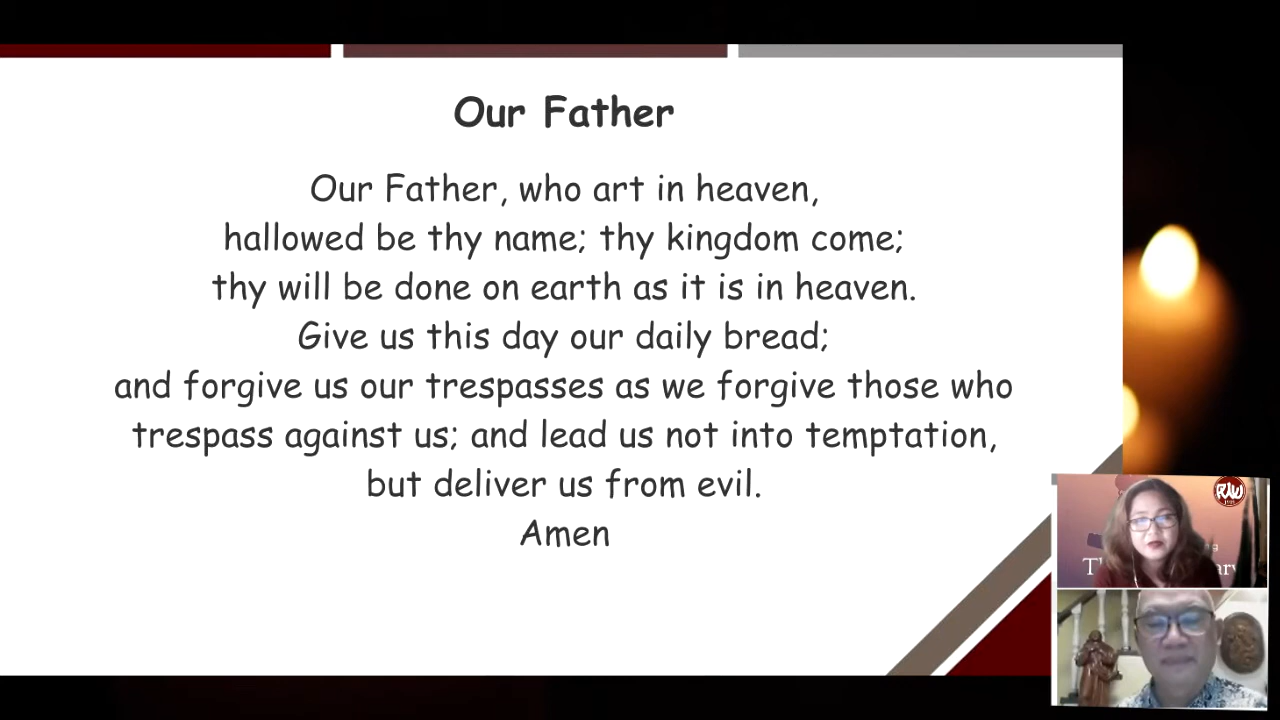 Our Father
Our Father, who art in heaven,
hallowed be thy name; thy kingdom come;
thy will be done on earth as it is in heaven.
Give us this day our daily bread;
and forgive us our trespasses as we forgive those who
trespass against us; and lead us not into temptation,
but deliver us from evil.
Amen